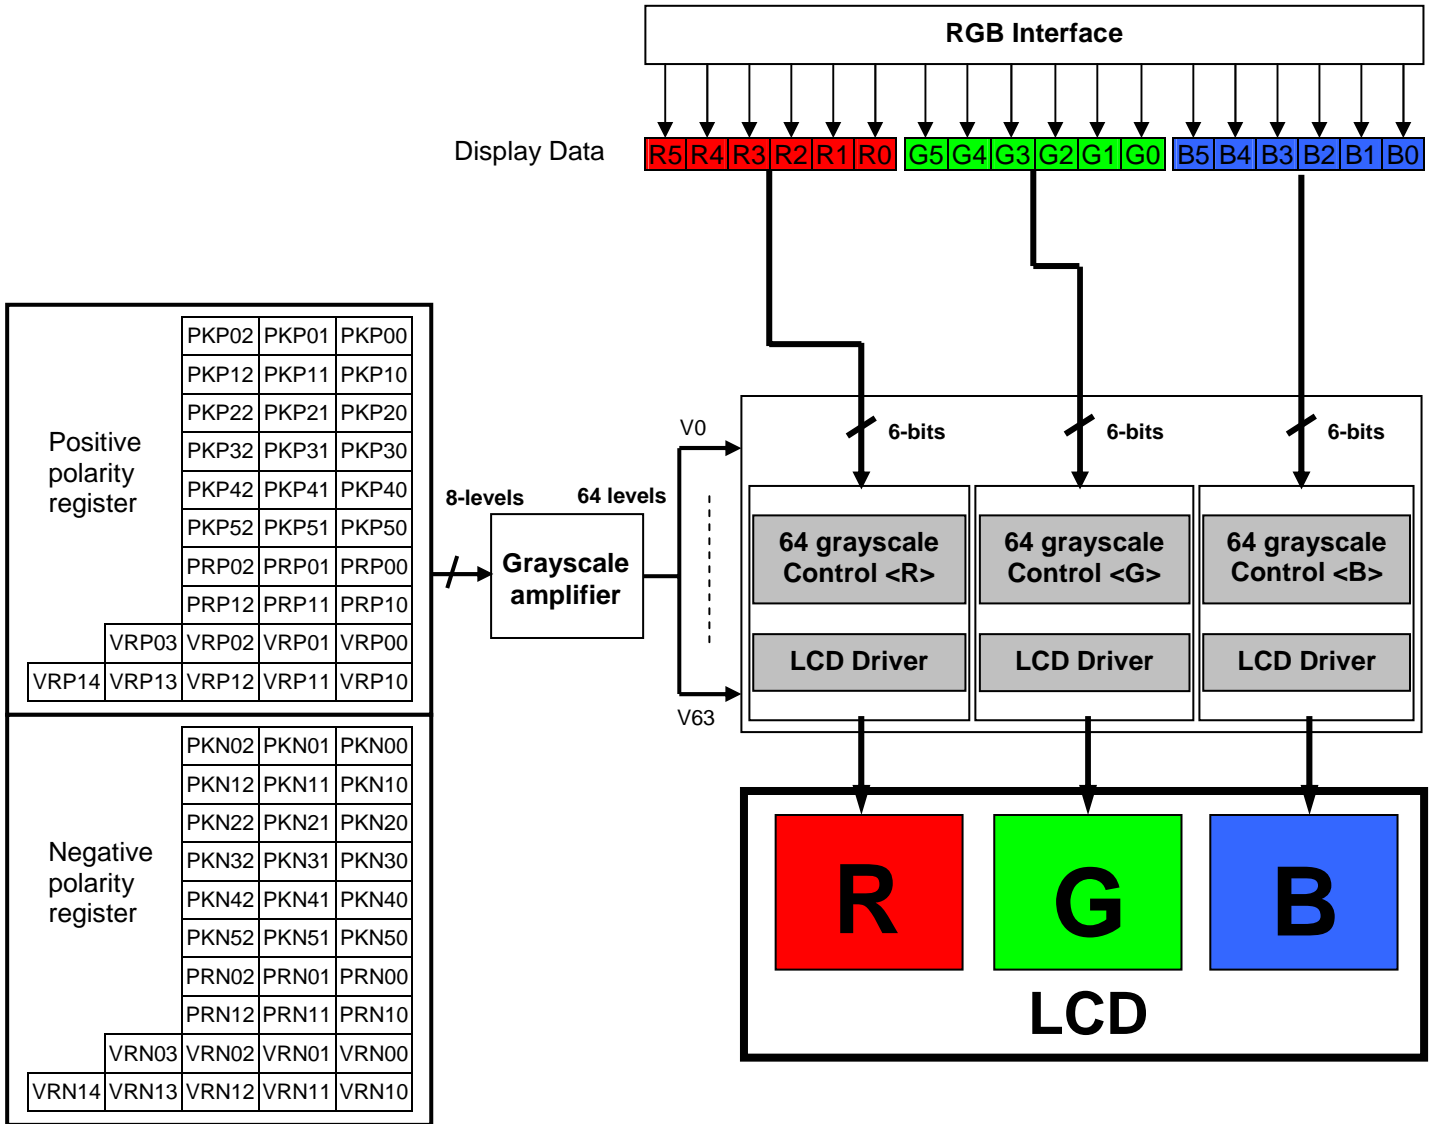 RGB Interface
Display Data
R5 R4 R3 R2 R1 R0 G5 G4 G3 G2 G1 G0 B5 B4 B3 B2 B1 B0
Positive
polarity
register
PKP02 PKP01 PKP00
PKP12 PKP11 PKP10
PKP22 PKP21 PKP20
PKP32 PKP31 PKP30
PKP42 PKP41 PKP40
PKP52 PKP51 PKP50
PRP02 PRP01 PRP00
PRP12 PRP11 PRP10
VRP03 VRP02 VRP01 VRP00
VRP14 VRP13 VRP12 VRP11 VRP10
Negative
polarity
register
PKN02 PKN01 PKN00
PKN12 PKN11 PKN10
PKN22 PKN21 PKN20
PKN32 PKN31 PKN30
PKN42 PKN41 PKN40
PKN52 PKN51 PKN50
PRN02 PRN01 PRN00
PRN12 PRN11 PRN10
VRN03 VRN02 VRN01 VRN00
VRN14 VRN13 VRN12 VRN11 VRN10
8-levels
Grayscale
amplifier
64 levels
V0
V63
6-bits
6-bits
6-bits
64 grayscale
Control <R>
64 grayscale
Control <G>
64 grayscale
Control <B>
LCD Driver
LCD Driver
LCD Driver
R
G
B
LCD